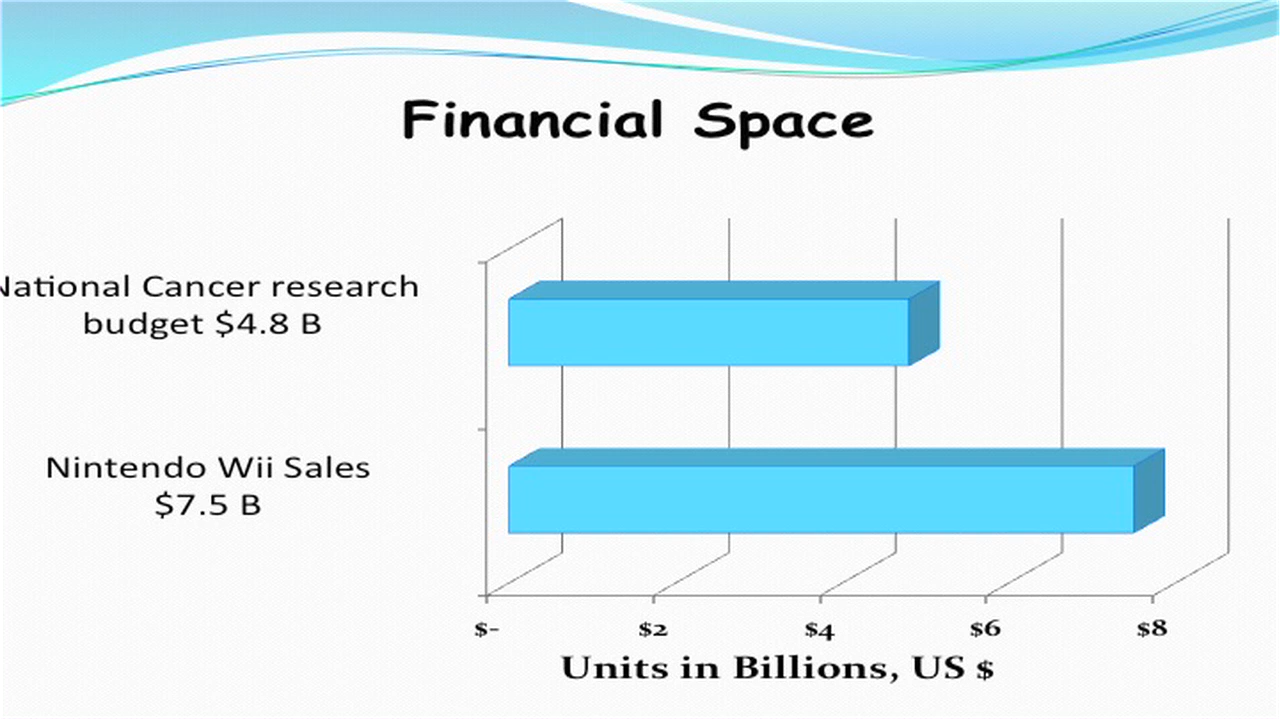 Financial Space
National Cancer research
budget $4.8 B
Nintendo Wii Sales
$7.5 B
$- $2 $4 $6 $8
Units in Billions, US $